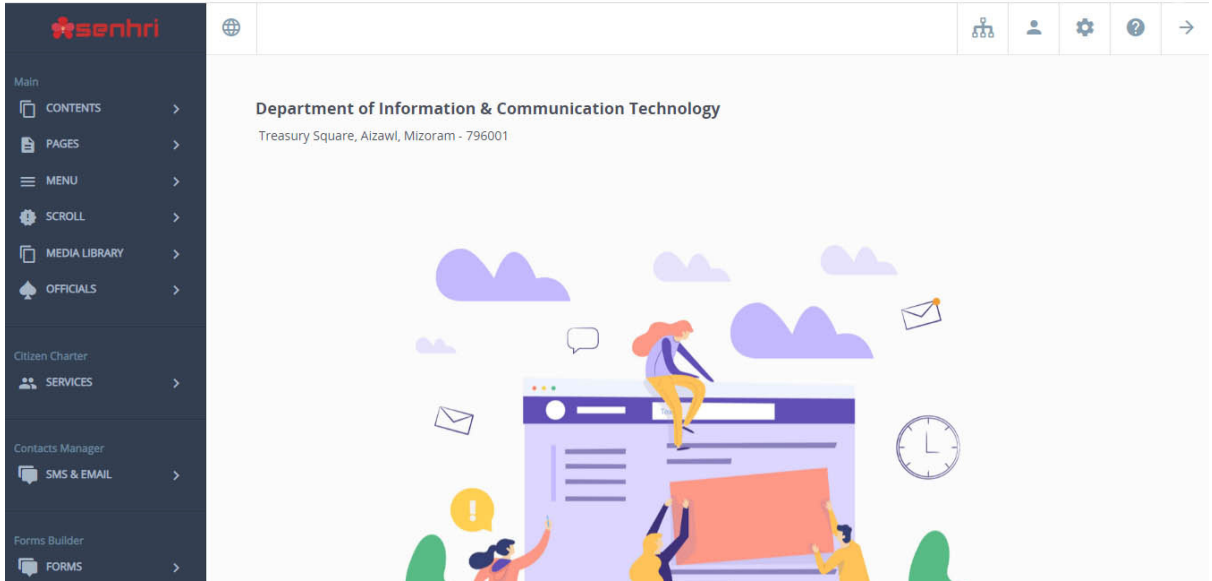 senhri
Main
CONTENTS
PAGES
MENU
SCROLL
MEDIA LIBRARY
OFFICIALS
Citizen Charter
SERVICES
Contacts Manager
SMS & EMAIL
Forms Builder
FORMS
Department of Information & Communication Technology
Treasury Square, Aizawl, Mizoram - 796001